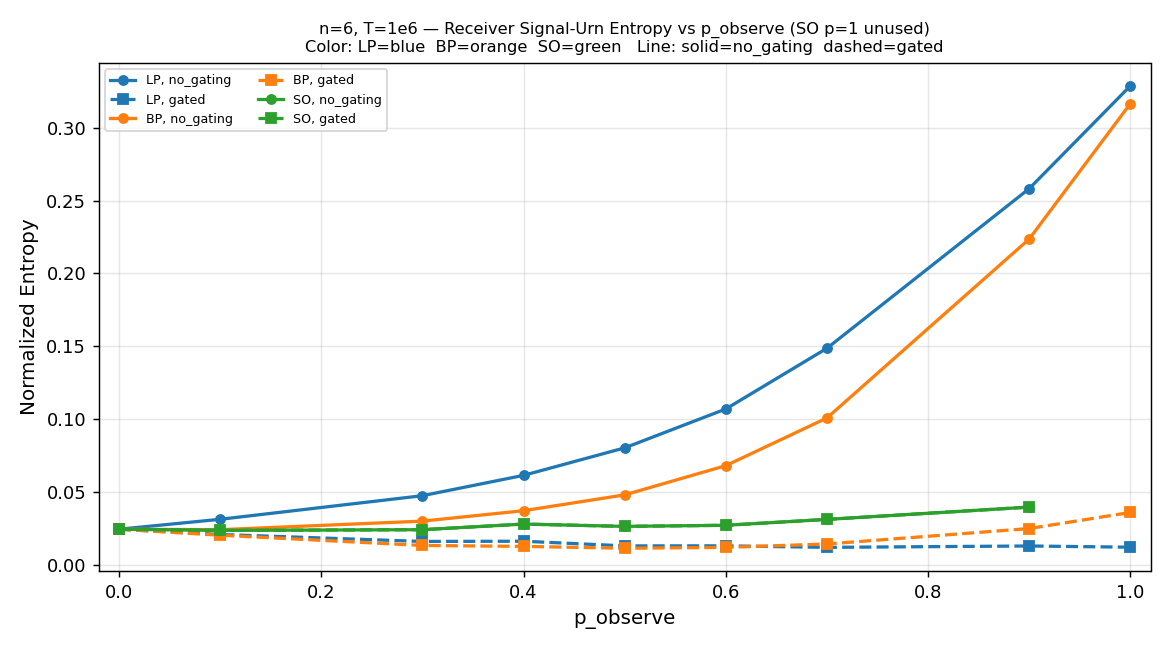 n=6, T=1e6 — Receiver Signal-Urn Entropy vs p_observe (SO p=1 unused)
Color: LP=blue  BP=orange  SO=green   Line: solid=no_gating  dashed=gated
LP, no_gating
LP, gated
BP, no_gating
BP, gated
SO, no_gating
SO, gated
Normalized Entropy
0.30
0.25
0.20
0.15
0.10
0.05
0.00
0.0
0.2
0.4
0.6
0.8
1.0
p_observe